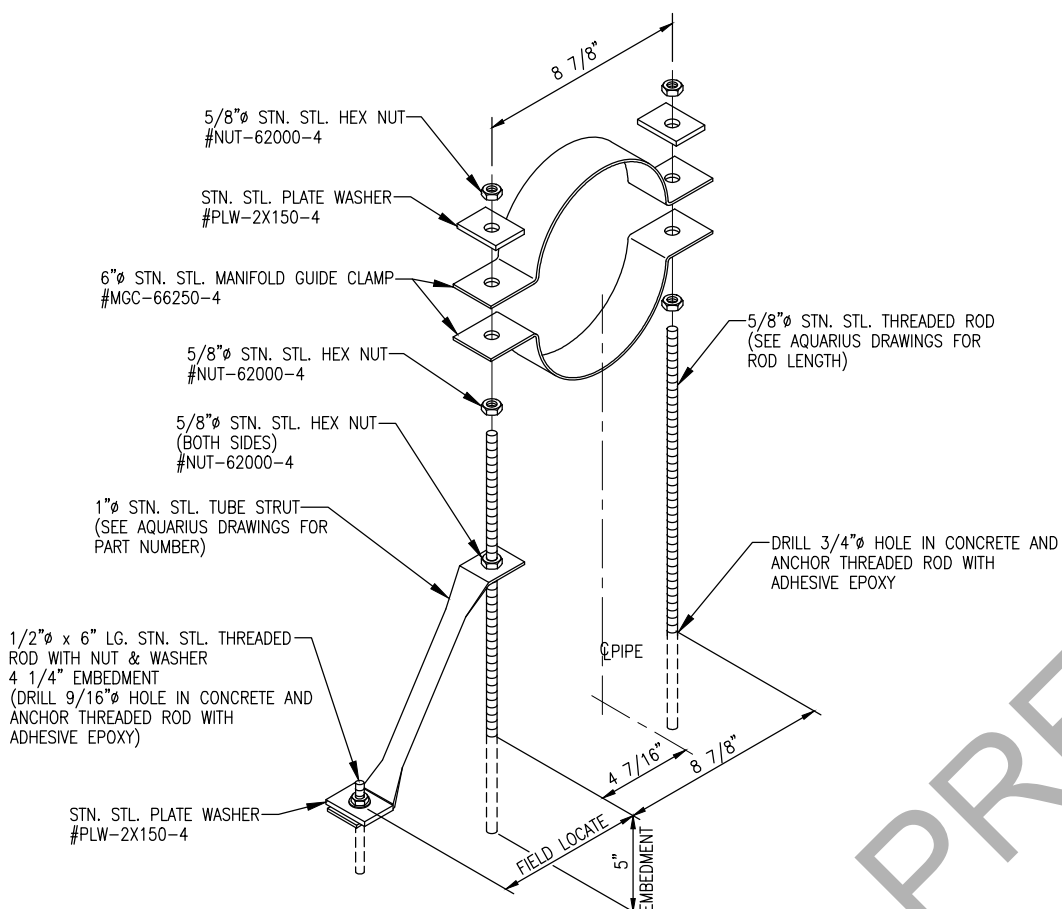 8 7/8"
5/8"ø STN. STL. HEX NUT
#NUT-62000-4
STN. STL. PLATE WASHER
#PLW-2X150-4
6"ø STN. STL. MANIFOLD GUIDE CLAMP
#MGC-66250-4
5/8"ø STN. STL. HEX NUT
#NUT-62000-4
5/8"ø STN. STL. THREADED ROD
(SEE AQUARIUS DRAWINGS FOR
ROD LENGTH)
5/8"ø STN. STL. HEX NUT
(BOTH SIDES)
#NUT-62000-4
1"ø STN. STL. TUBE STRUT
(SEE AQUARIUS DRAWINGS FOR
PART NUMBER)
DRILL 3/4"ø HOLE IN CONCRETE AND
ANCHOR THREADED ROD WITH
ADHESIVE EPOXY
1/2"ø x 6" LG. STN. STL. THREADED
ROD WITH NUT & WASHER
4 1/4" EMBEDMENT
(DRILL 9/16"ø HOLE IN CONCRETE AND
ANCHOR THREADED ROD WITH
ADHESIVE EPOXY)
℄PIPE
4 7/16"
8 7/8"
STN. STL. PLATE WASHER
#PLW-2X150-4
FIELD LOCATE
5"
EMBEDMENT
PRE